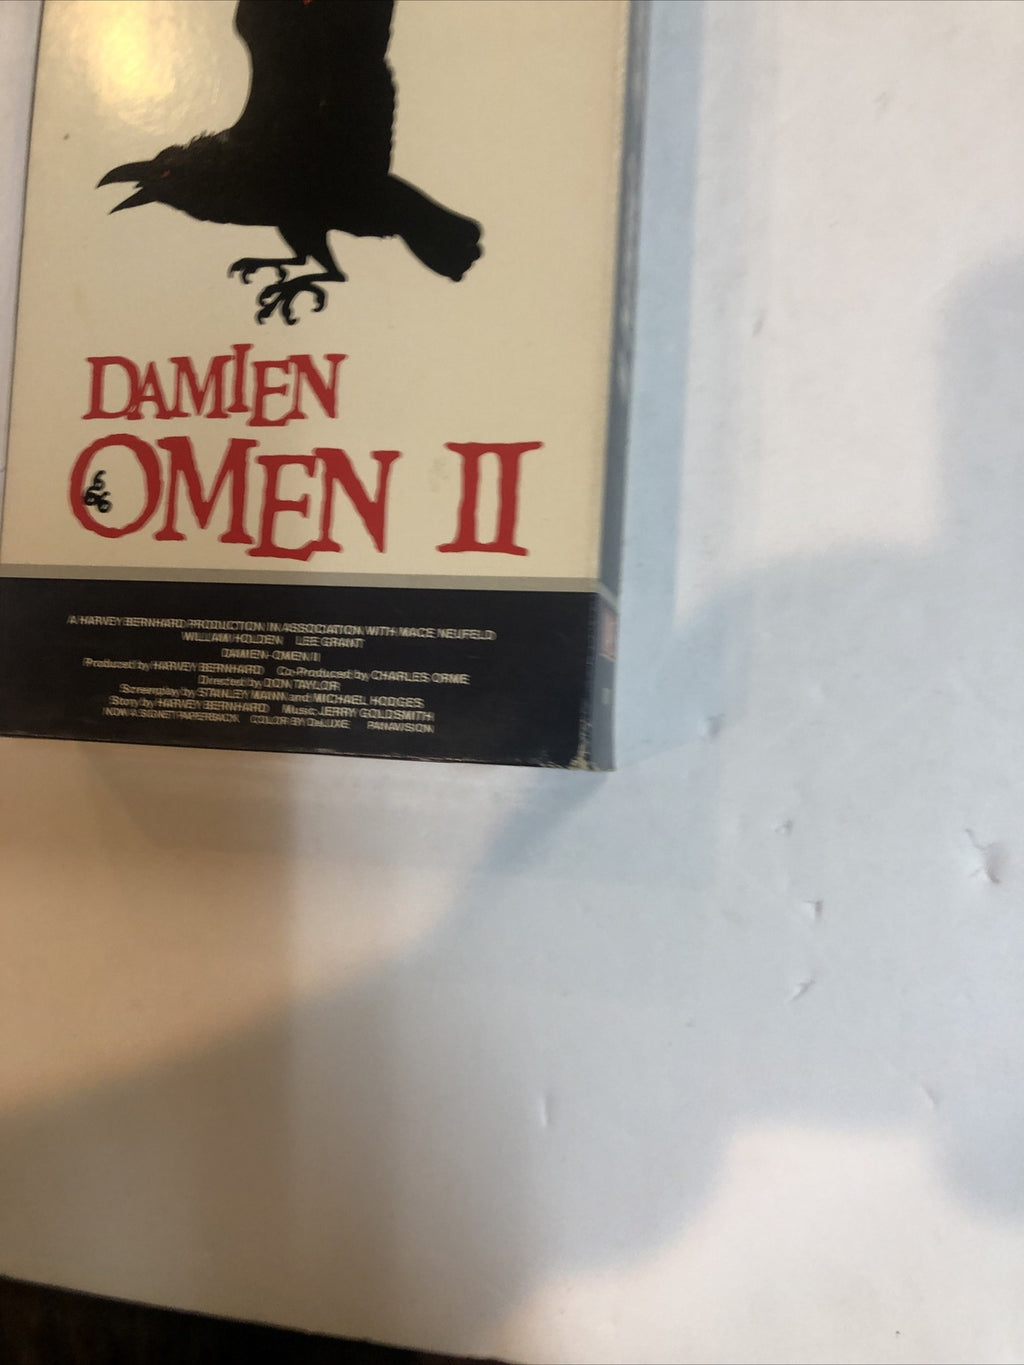 DAMIEN
OMEN II
666
A HARVEY BERNHARD PRODUCTION IN ASSOCIATION WITH MACE NEUFELD
WILLIAM HOLDEN LEE GRANT
DAMIEN-OMEN II
Produced by HARVEY BERNHARD Co-Produced by CHARLES ORME
Directed by DON TAYLOR
Screenplay by STANLEY MANN and MICHAEL HODGES
Story by HARVEY BERNHARD Music JERRY GOLDSMITH
NOW A SIGNET PAPERBACK COLOR BY DeLUXE PANAVISION